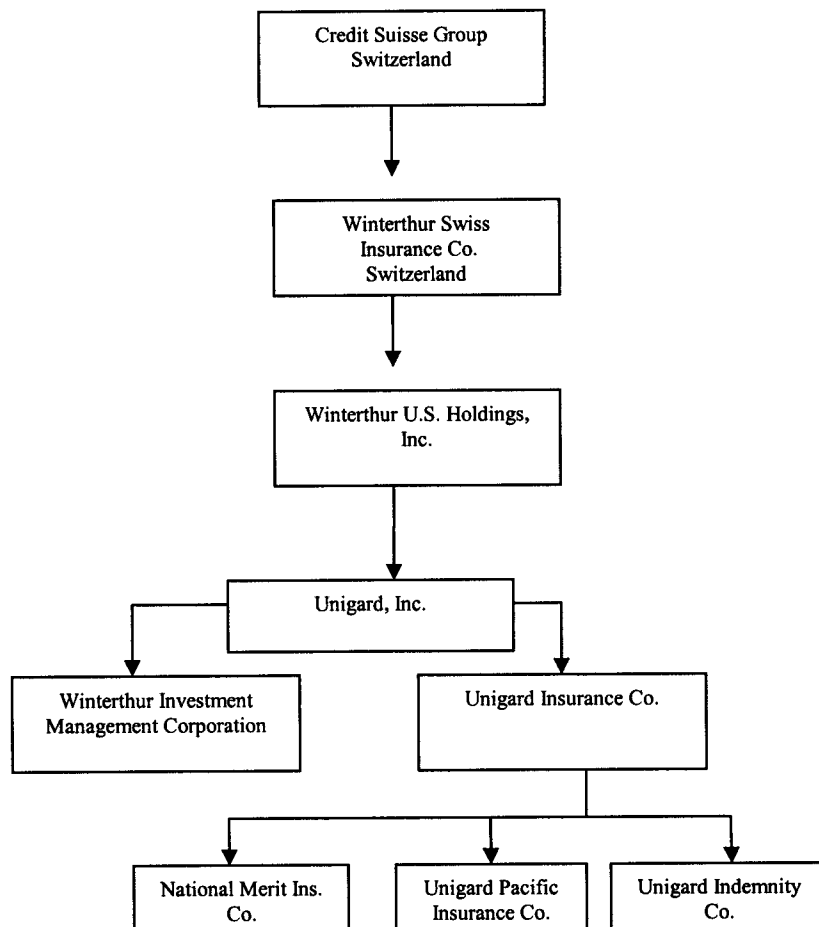 Credit Suisse Group
Switzerland
Winterthur Swiss
Insurance Co.
Switzerland
Winterthur U.S. Holdings,
Inc.
Unigard, Inc.
Winterthur Investment
Management Corporation
Unigard Insurance Co.
National Merit Ins.
Co.
Unigard Pacific
Insurance Co.
Unigard Indemnity
Co.